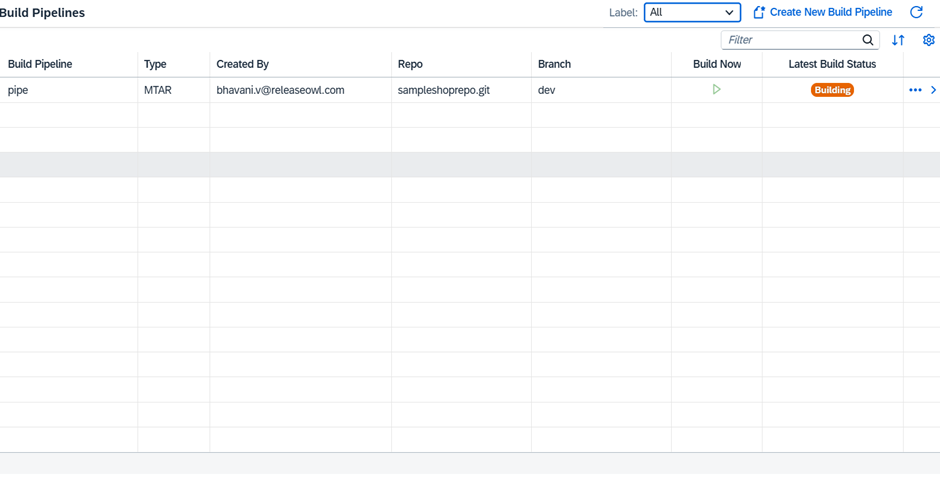 Build Pipelines Label: All Create New Build Pipeline
Filter
Build Pipeline Type Created By Repo Branch Build Now Latest Build Status
pipe MTAR bhavani.v@releaseowl.com sampleshoprepo.git dev Building